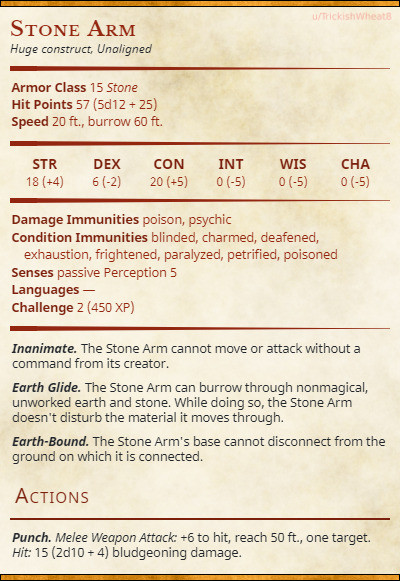 u/TrickishWheat8
Stone Arm
Huge construct, Unaligned
Armor Class 15 Stone
Hit Points 57 (5d12 + 25)
Speed 20 ft., burrow 60 ft.
STR DEX CON INT WIS CHA
18 (+4) 6 (-2) 20 (+5) 0 (-5) 0 (-5) 0 (-5)
Damage Immunities poison, psychic
Condition Immunities blinded, charmed, deafened,
exhaustion, frightened, paralyzed, petrified, poisoned
Senses passive Perception 5
Languages —
Challenge 2 (450 XP)
Inanimate. The Stone Arm cannot move or attack without a
command from its creator.
Earth Glide. The Stone Arm can burrow through nonmagical,
unworked earth and stone. While doing so, the Stone Arm
doesn't disturb the material it moves through.
Earth-Bound. The Stone Arm's base cannot disconnect from the
ground on which it is connected.
Actions
Punch. Melee Weapon Attack: +6 to hit, reach 50 ft., one target.
Hit: 15 (2d10 + 4) bludgeoning damage.